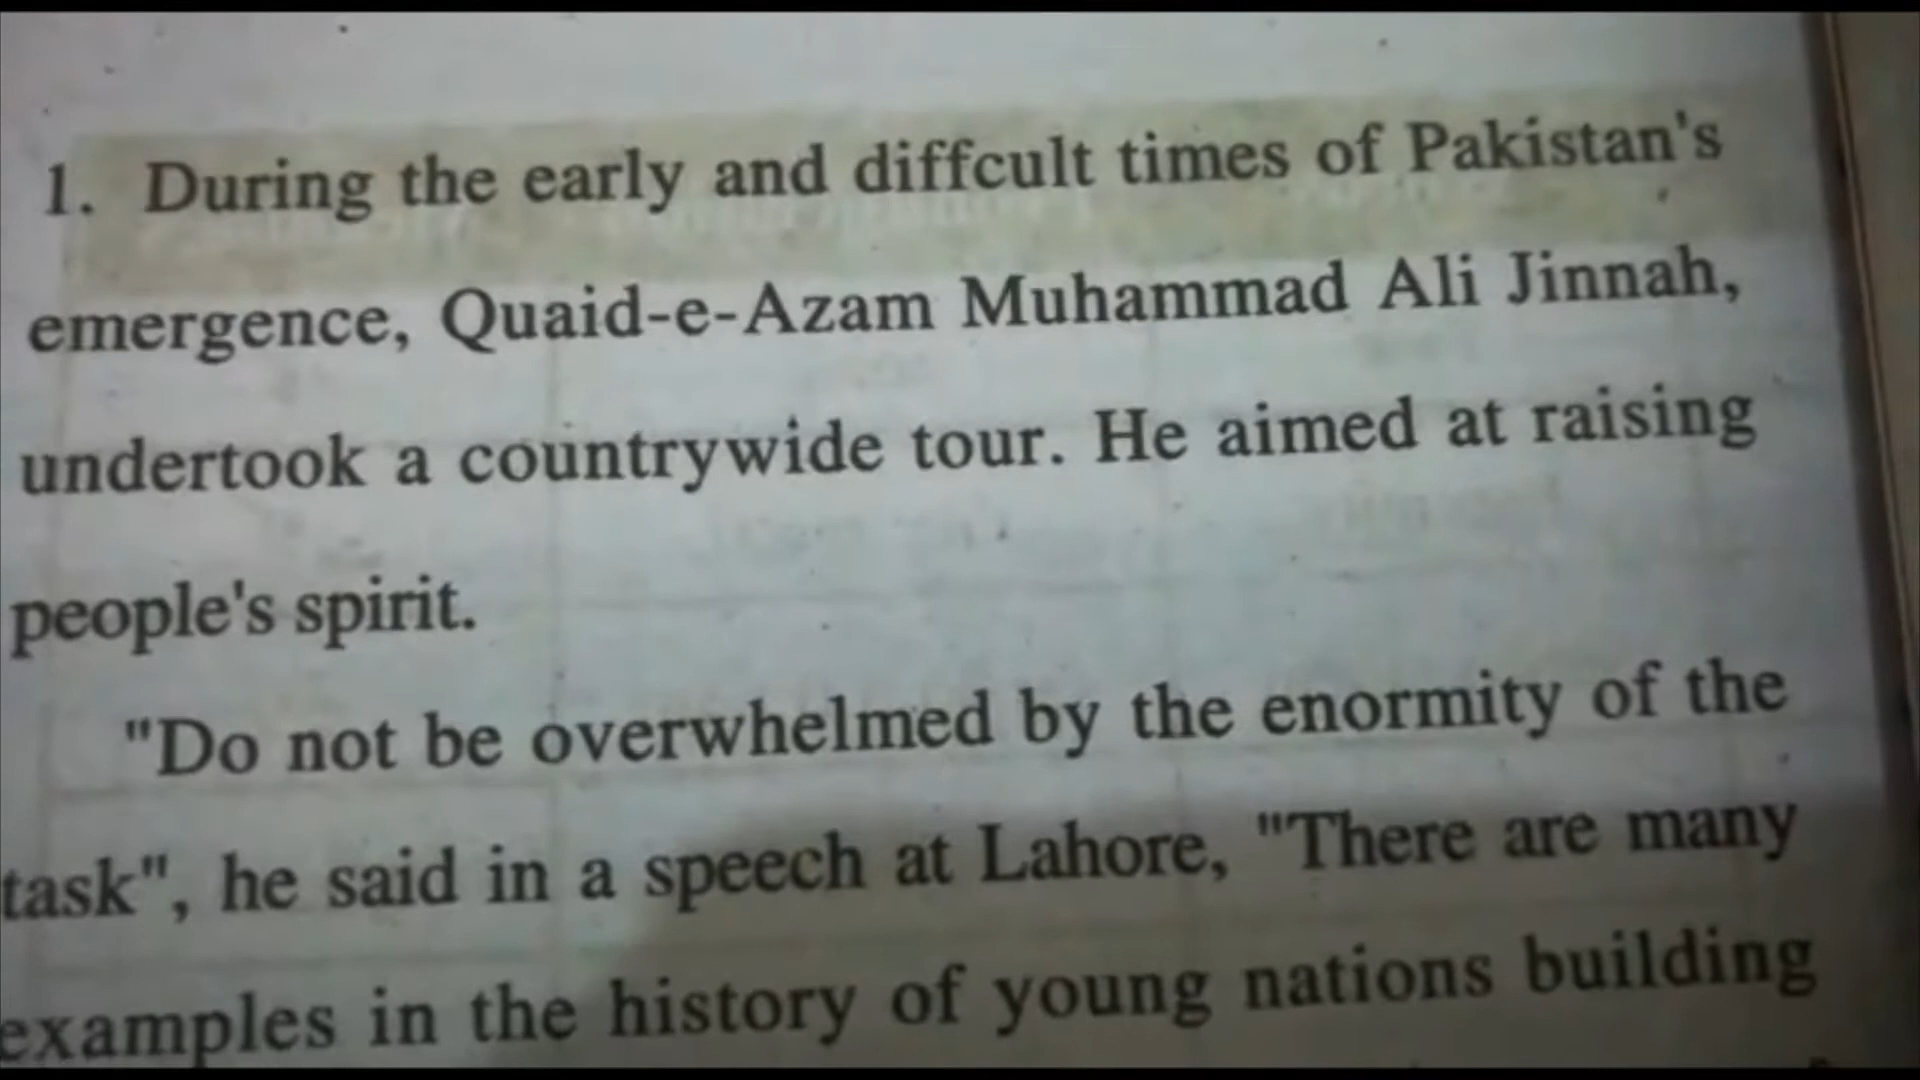 1. During the early and diffcult times of Pakistan's
emergence, Quaid-e-Azam Muhammad Ali Jinnah,
undertook a countrywide tour. He aimed at raising
people's spirit.
"Do not be overwhelmed by the enormity of the
task", he said in a speech at Lahore, "There are many
examples in the history of young nations building